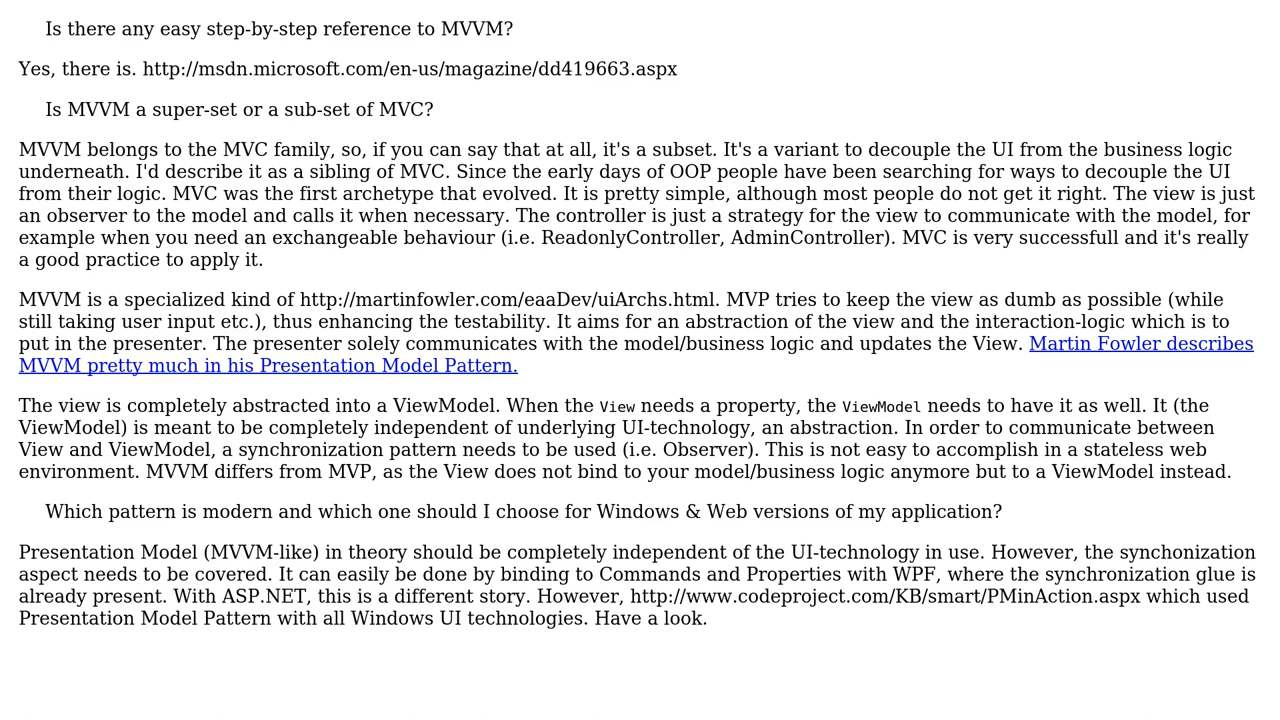 Is there any easy step-by-step reference to MVVM?
Yes, there is. http://msdn.microsoft.com/en-us/magazine/dd419663.aspx
Is MVVM a super-set or a sub-set of MVC?
MVVM belongs to the MVC family, so, if you can say that at all, it's a subset. It's a variant to decouple the UI from the business logic
underneath. I'd describe it as a sibling of MVC. Since the early days of OOP people have been searching for ways to decouple the UI
from their logic. MVC was the first archetype that evolved. It is pretty simple, although most people do not get it right. The view is just
an observer to the model and calls it when necessary. The controller is just a strategy for the view to communicate with the model, for
example when you need an exchangeable behaviour (i.e. ReadonlyController, AdminController). MVC is very successfull and it's really
a good practice to apply it.
MVVM is a specialized kind of http://martinfowler.com/eaaDev/uiArchs.html. MVP tries to keep the view as dumb as possible (while
still taking user input etc.), thus enhancing the testability. It aims for an abstraction of the view and the interaction-logic which is to
put in the presenter. The presenter solely communicates with the model/business logic and updates the View. Martin Fowler describes
MVVM pretty much in his Presentation Model Pattern.
The view is completely abstracted into a ViewModel. When the View needs a property, the ViewModel needs to have it as well. It (the
ViewModel) is meant to be completely independent of underlying UI-technology, an abstraction. In order to communicate between
View and ViewModel, a synchronization pattern needs to be used (i.e. Observer). This is not easy to accomplish in a stateless web
environment. MVVM differs from MVP, as the View does not bind to your model/business logic anymore but to a ViewModel instead.
Which pattern is modern and which one should I choose for Windows & Web versions of my application?
Presentation Model (MVVM-like) in theory should be completely independent of the UI-technology in use. However, the synchonization
aspect needs to be covered. It can easily be done by binding to Commands and Properties with WPF, where the synchronization glue is
already present. With ASP.NET, this is a different story. However, http://www.codeproject.com/KB/smart/PMinAction.aspx which used
Presentation Model Pattern with all Windows UI technologies. Have a look.